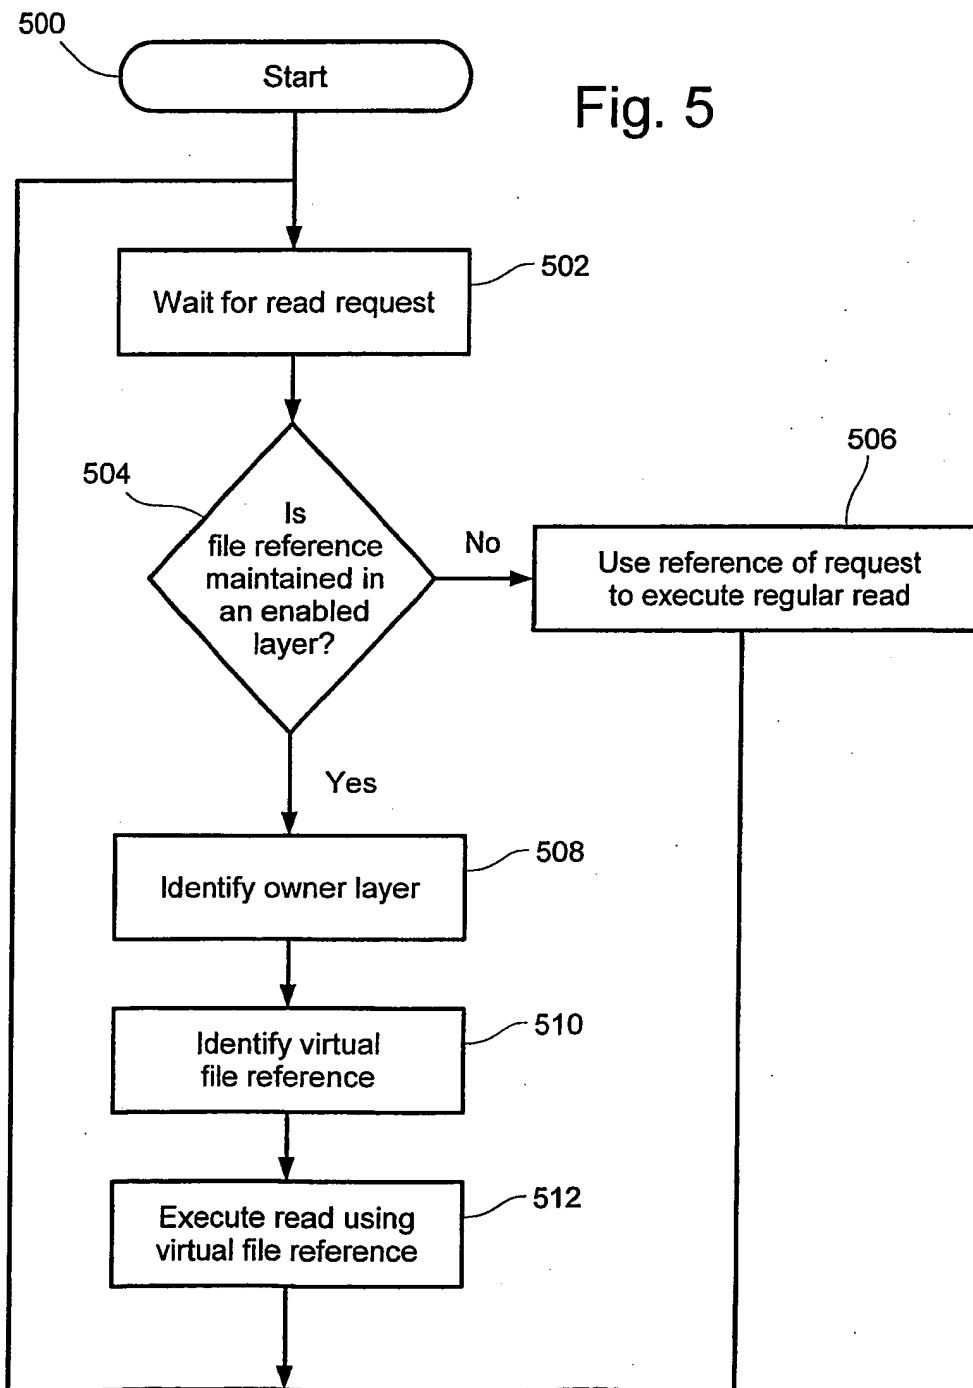 500
Start
Fig. 5
502
Wait for read request
504
Is
file reference
maintained in
an enabled
layer?
No
506
Use reference of request
to execute regular read
Yes
508
Identify owner layer
510
Identify virtual
file reference
512
Execute read using
virtual file reference